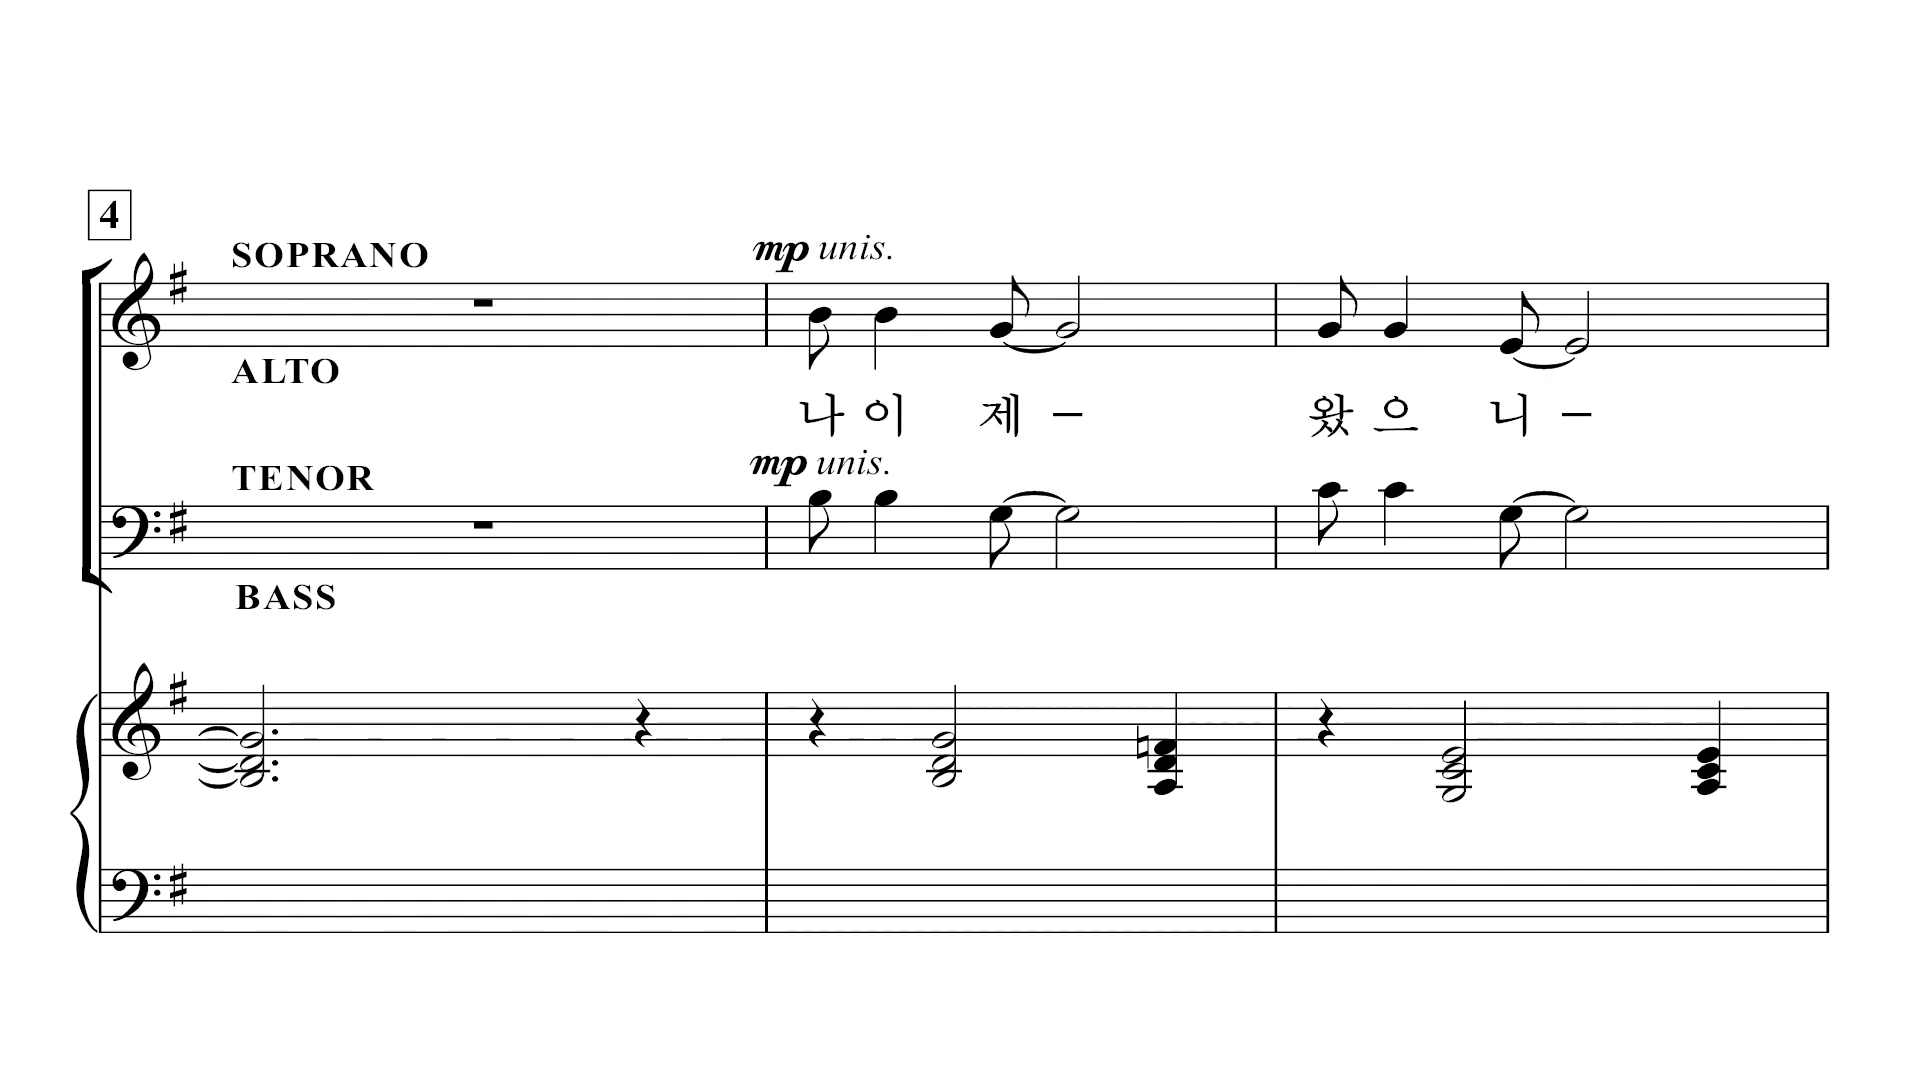 4
SOPRANO
mp unis.
ALTO
나 이 제 – 왔 으 니 –
TENOR
mp unis.
BASS